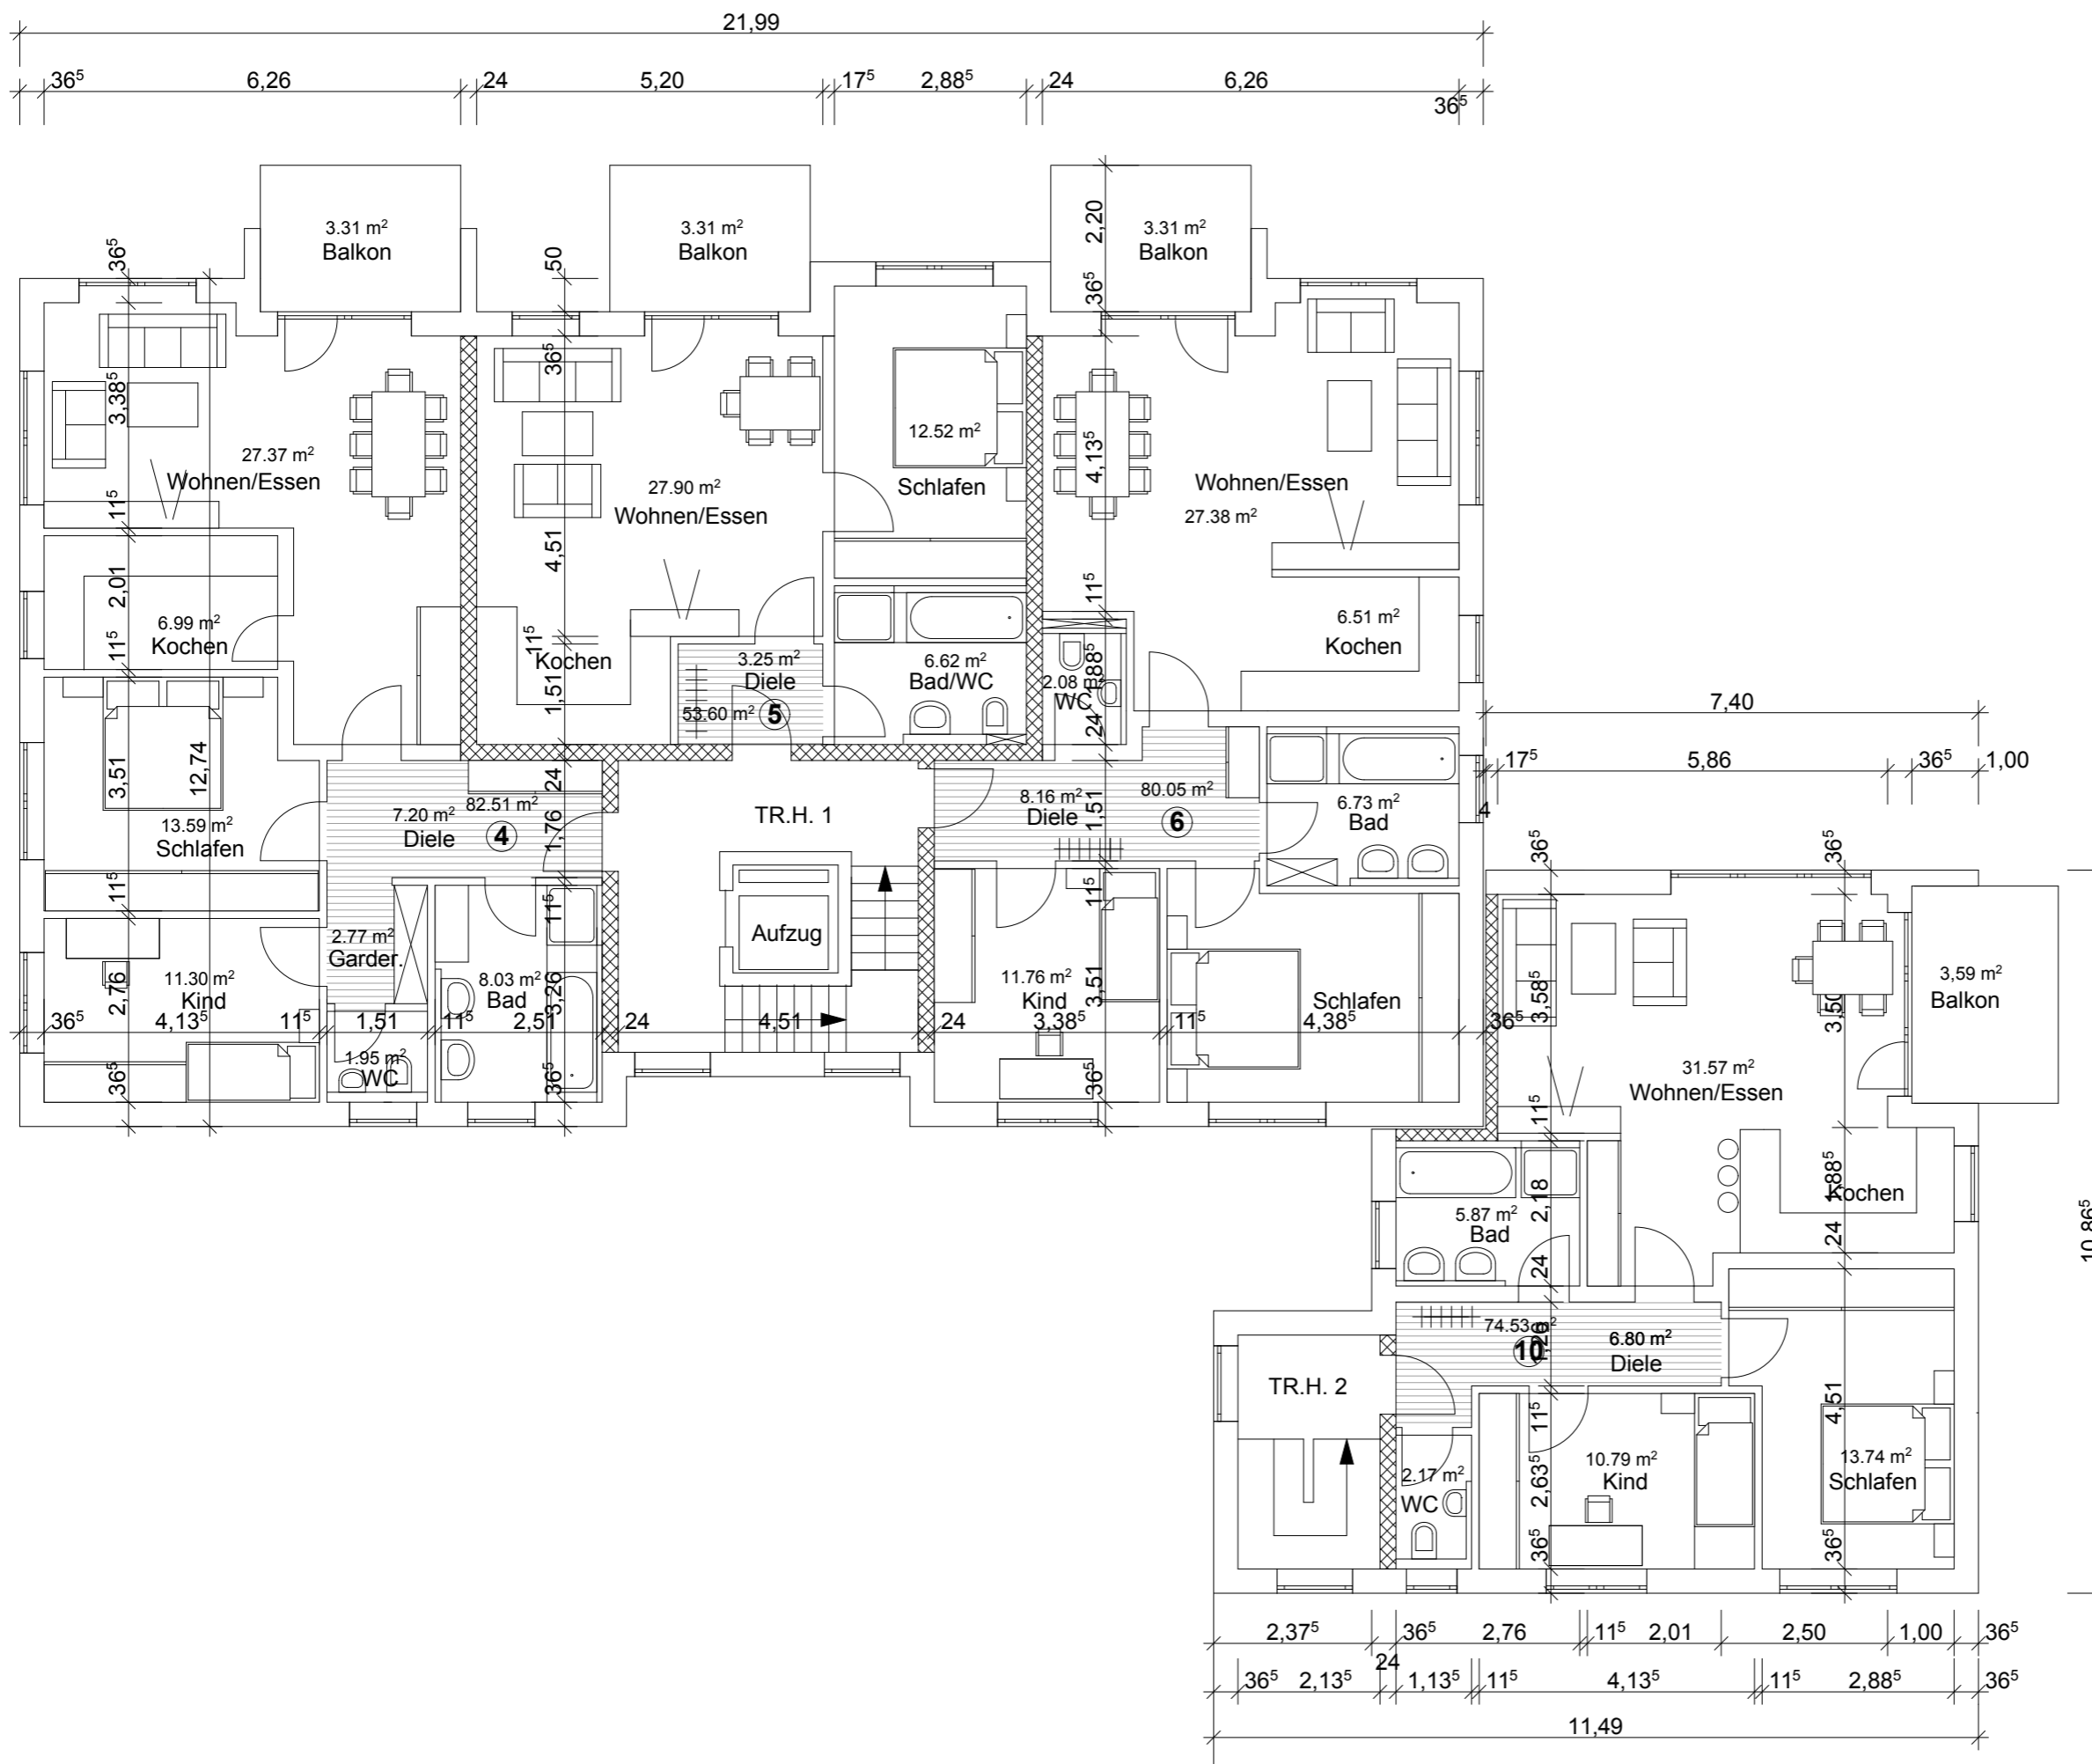 21,99
36⁵ 6,26 24 5,20 17⁵ 2,88⁵ 24 6,26 36⁵
3.31 m²
Balkon
3.31 m²
Balkon
3.31 m²
Balkon
2,20
36⁵
50
36⁵
36⁵
3,38⁵
27.37 m²
Wohnen/Essen
11⁵
2,01
6.99 m²
Kochen
11⁵
36⁵
4,51
27.90 m²
Wohnen/Essen
11⁵
Kochen
1,51
12.52 m²
Schlafen
3.25 m²
Diele
53.60 m² 5
6.62 m²
Bad/WC
4,13⁵
Wohnen/Essen
27.38 m²
11⁵
6.51 m²
Kochen
1,88⁵
2.08 m²
WC
24
7,40
17⁵ 5,86 36⁵ 1,00
4
3,51
12,74
13.59 m²
Schlafen
11⁵
24
82.51 m²
7.20 m²
Diele 4
1,76
TR.H. 1
Aufzug
8.16 m²
Diele
1,51
80.05 m²
6
6.73 m²
Bad
36⁵
36⁵
2,76
11.30 m²
Kind
2.77 m²
Garder.
11⁵
8.03 m²
Bad
3,26
11⁵
11.76 m²
Kind
3,51
Schlafen
36⁵ 4,13⁵ 11⁵ 1,51 11⁵ 2,51 24 4,51 24 3,38⁵ 11⁵ 4,38⁵ 36⁵
1.95 m²
WC
36⁵
36⁵
36⁵
3,58⁵
3,50
3,59 m²
Balkon
31.57 m²
Wohnen/Essen
11⁵
1,88⁵
Kochen
2,18
5.87 m²
Bad
24
24
10,86⁵
74.53 m²
10
1,26
6.80 m²
Diele
TR.H. 2
11⁵
4,51
2.17 m²
WC
2,63⁵
10.79 m²
Kind
13.74 m²
Schlafen
36⁵
36⁵
2,37⁵ 36⁵ 2,76 11⁵ 2,01 2,50 1,00 36⁵
36⁵ 2,13⁵ 24 1,13⁵ 11⁵ 4,13⁵ 11⁵ 2,88⁵ 36⁵
11,49